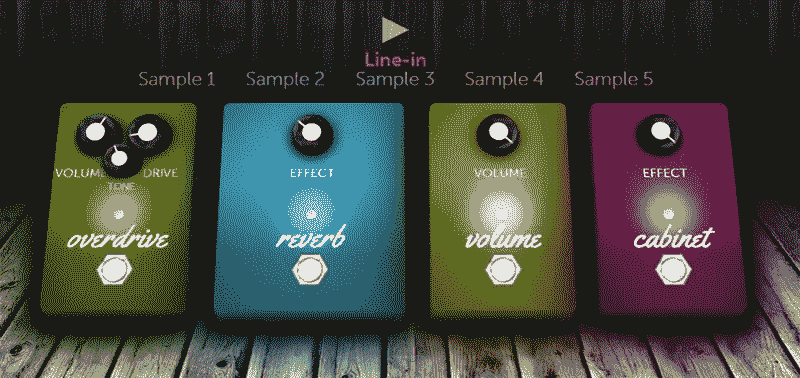 Line-in
Sample 1 Sample 2 Sample 3 Sample 4 Sample 5
VOLUME DRIVE EFFECT VOLUME EFFECT
TONE
overdrive reverb volume cabinet